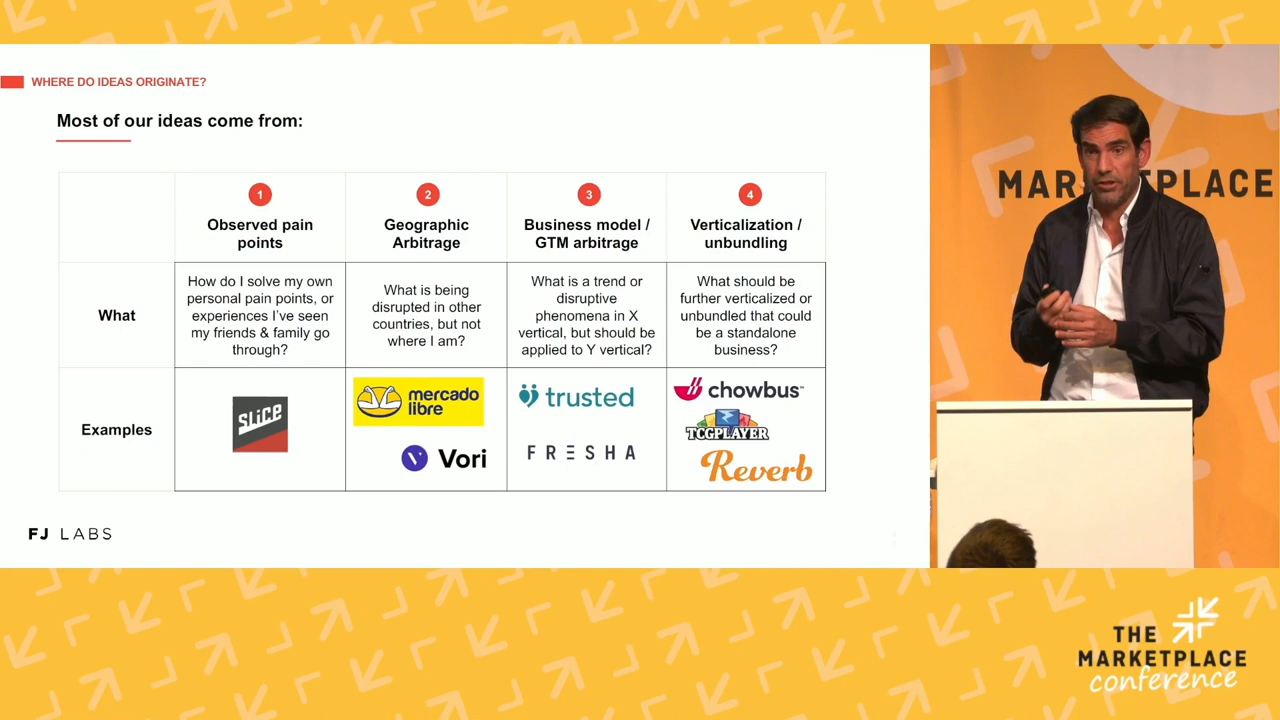 WHERE DO IDEAS ORIGINATE?
Most of our ideas come from:
1
Observed pain
points
2
Geographic
Arbitrage
3
Business model /
GTM arbitrage
4
Verticalization /
unbundling
What
How do I solve my own
personal pain points, or
experiences I've seen
my friends & family go
through?
What is being
disrupted in other
countries, but not
where I am?
What is a trend or
disruptive
phenomena in X
vertical, but should be
applied to Y vertical?
What should be
further verticalized or
unbundled that could
be a standalone
business?
Examples
SLICE
mercado
libre
Vori
trusted
FRESHA
chowbus
TCGPLAYER
Reverb
FJ LABS
THE
MARKETPLACE
conference